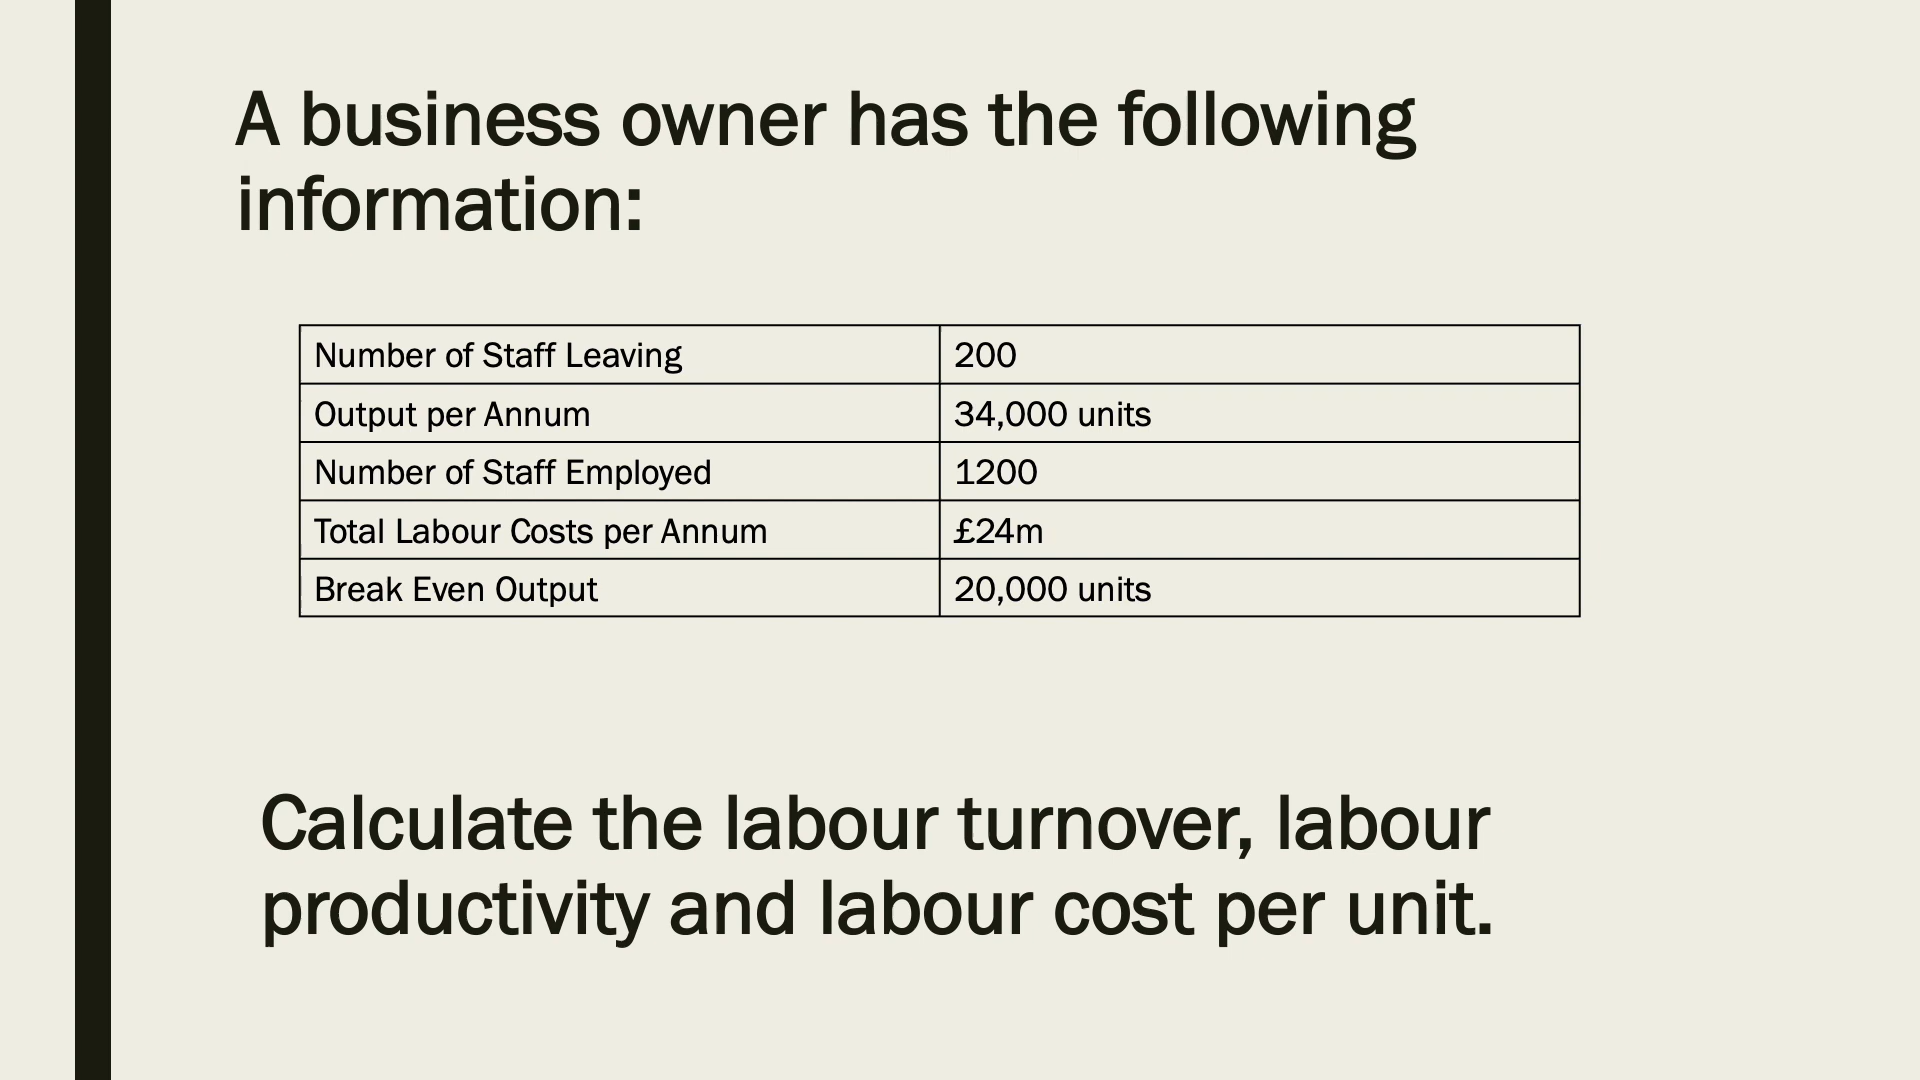 A business owner has the following
information:
Number of Staff Leaving 200
Output per Annum 34,000 units
Number of Staff Employed 1200
Total Labour Costs per Annum £24m
Break Even Output 20,000 units
Calculate the labour turnover, labour
productivity and labour cost per unit.